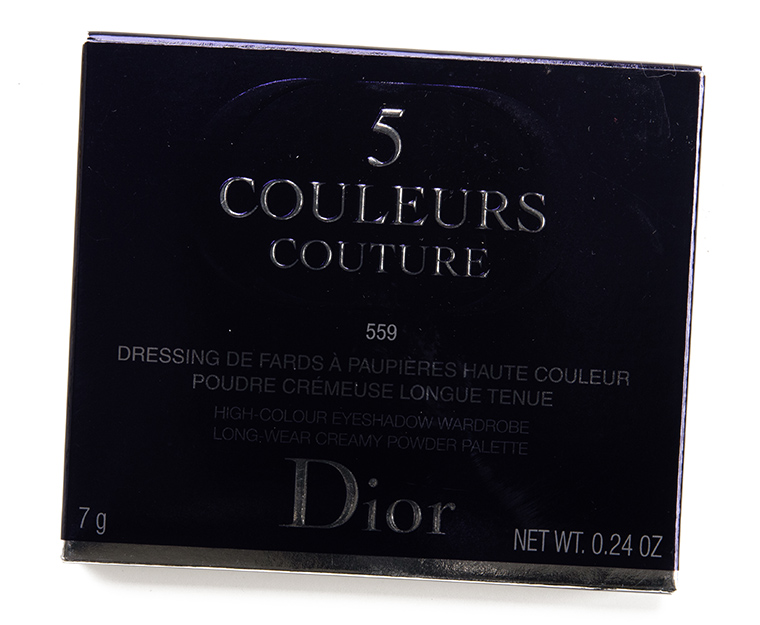 5
COULEURS
COUTURE
559
DRESSING DE FARDS À PAUPIÈRES HAUTE COULEUR
POUDRE CRÉMEUSE LONGUE TENUE
HIGH-COLOUR EYESHADOW WARDROBE
LONG-WEAR CREAMY POWDER PALETTE
Dior
7 g
NET WT. 0.24 OZ